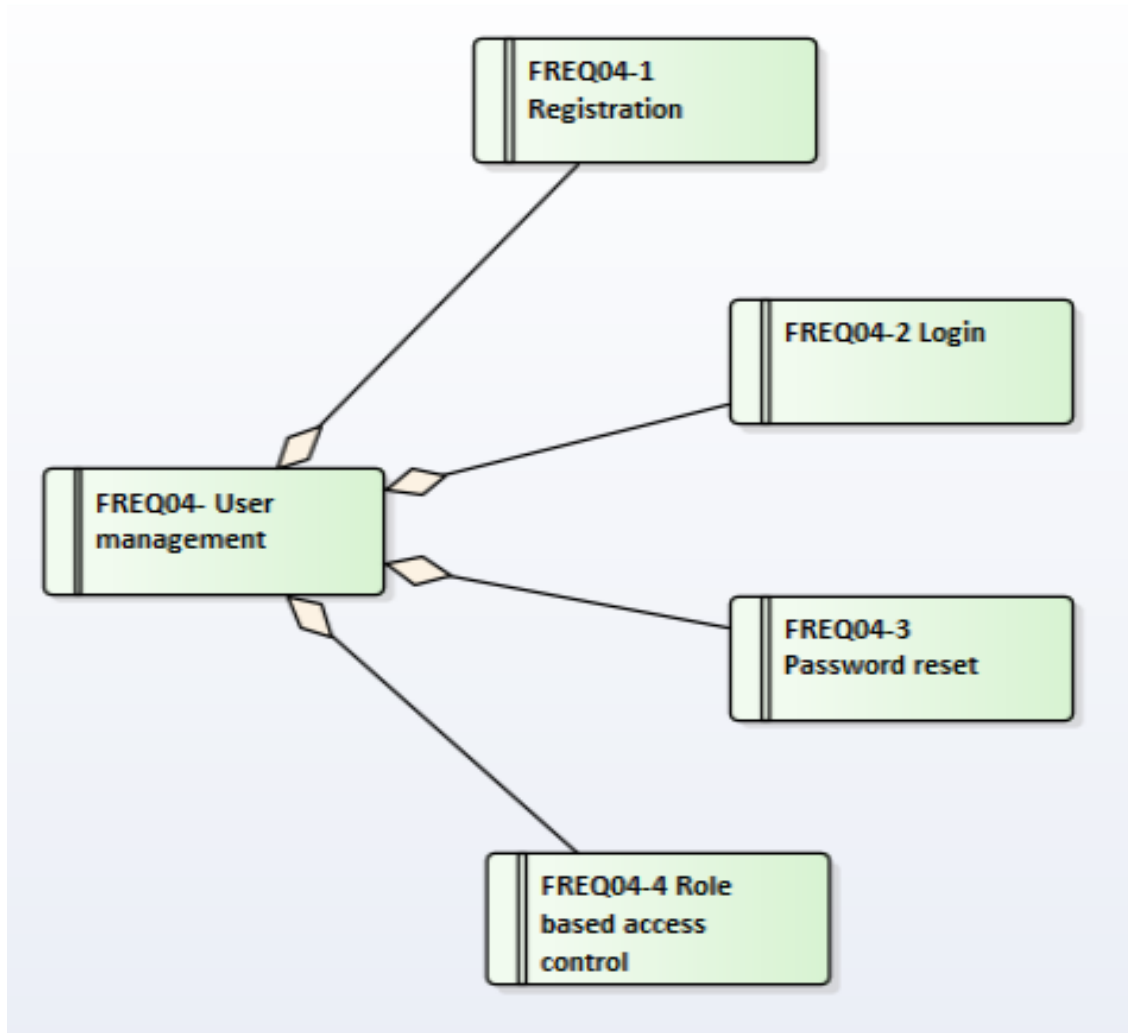 FREQ04-1
Registration
FREQ04-2 Login
FREQ04- User
management
FREQ04-3
Password reset
FREQ04-4 Role
based access
control